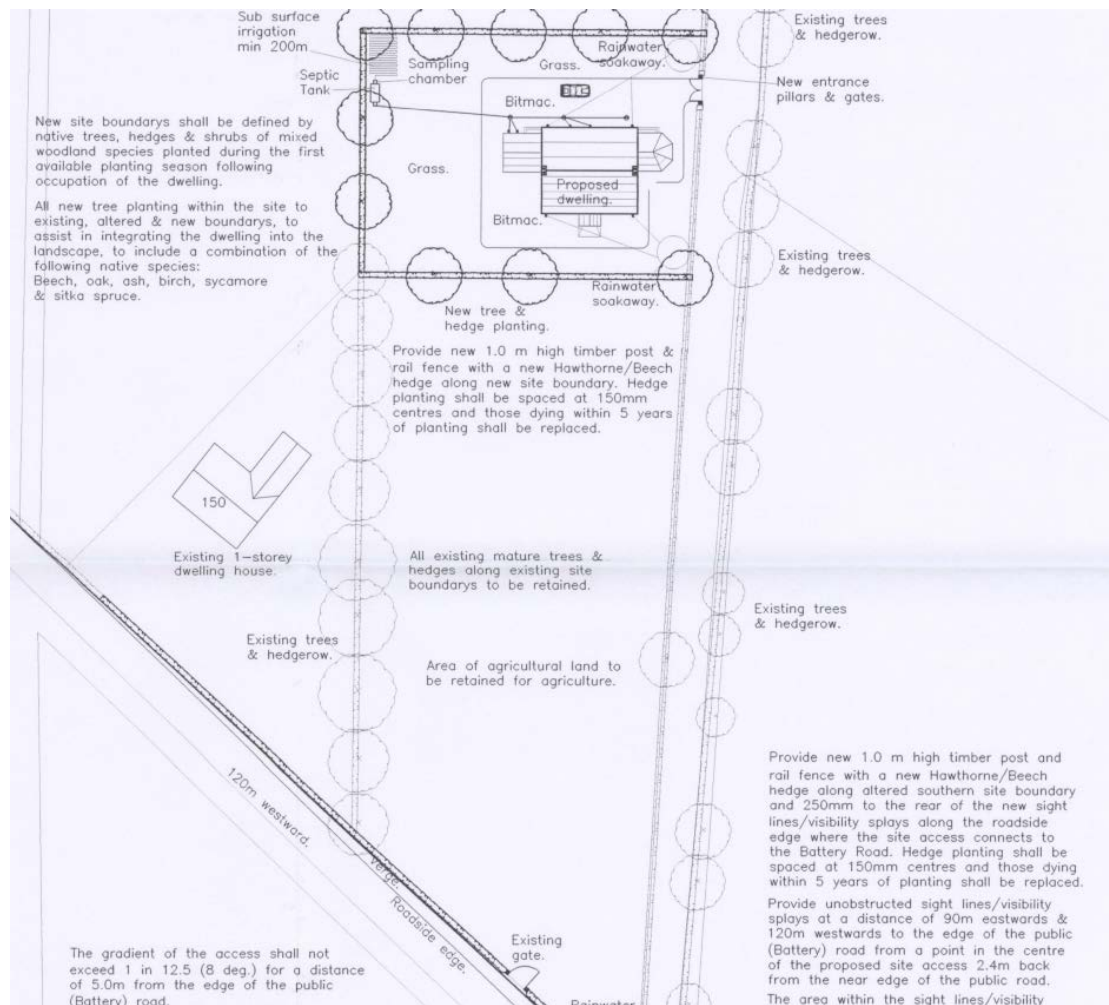 Sub surface
irrigation
min 200m
Sampling
chamber
Septic
Tank
Grass.
Rainwater
soakaway.
Existing trees
& hedgerow.
New entrance
pillars & gates.
Bitmac.
New site boundarys shall be defined by
native trees, hedges & shrubs of mixed
woodland species planted during the first
available planting season following
occupation of the dwelling.
Grass.
Proposed
dwelling.
Bitmac.
All new tree planting within the site to
existing, altered & new boundarys, to
assist in integrating the dwelling into the
landscape, to include a combination of the
following native species:
Beech, oak, ash, birch, sycamore
& sitka spruce.
Existing trees
& hedgerow.
Rainwater
soakaway.
New tree &
hedge planting.
Provide new 1.0 m high timber post &
rail fence with a new Hawthorne/Beech
hedge along new site boundary. Hedge
planting shall be spaced at 150mm
centres and those dying within 5 years
of planting shall be replaced.
150
Existing 1-storey
dwelling house.
All existing mature trees &
hedges along existing site
boundarys to be retained.
Existing trees
& hedgerow.
Existing trees
& hedgerow.
Area of agricultural land to
be retained for agriculture.
120m westward.
Verge.
Roadside edge.
Existing
gate.
Rainwater
Provide new 1.0 m high timber post and
rail fence with a new Hawthorne/Beech
hedge along altered southern site boundary
and 250mm to the rear of the new sight
lines/visibility splays along the roadside
edge where the site access connects to
the Battery Road. Hedge planting shall be
spaced at 150mm centres and those dying
within 5 years of planting shall be replaced.
Provide unobstructed sight lines/visibility
splays at a distance of 90m eastwards &
120m westwards to the edge of the public
(Battery) road from a point in the centre
of the proposed site access 2.4m back
from the near edge of the public road.
The area within the sight lines/visibility
The gradient of the access shall not
exceed 1 in 12.5 (8 deg.) for a distance
of 5.0m from the edge of the public
(Battery) road.